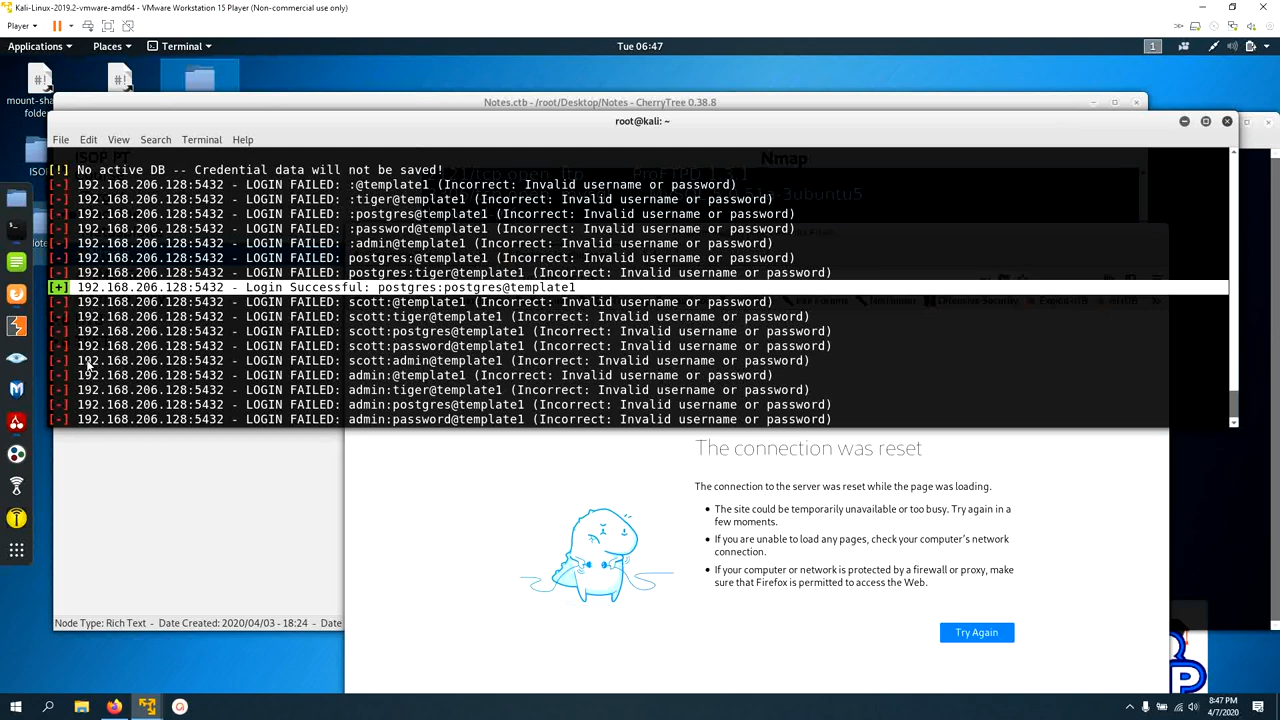 Kali-Linux-2019.2-vmware-amd64 - VMware Workstation 15 Player (Non-commercial use only)
Player
Applications Places Terminal Tue 06:47 1
mount-sha
folder
Notes.ctb - /root/Desktop/Notes - CherryTree 0.38.8
root@kali: ~
File Edit View Search Terminal Help
ISOP PT
Nmap
[!] No active DB -- Credential data will not be saved!
[-] 192.168.206.128:5432 - LOGIN FAILED: :@template1 (Incorrect: Invalid username or password)
[-] 192.168.206.128:5432 - LOGIN FAILED: :tiger@template1 (Incorrect: Invalid username or password)
[-] 192.168.206.128:5432 - LOGIN FAILED: :postgres@template1 (Incorrect: Invalid username or password)
[-] 192.168.206.128:5432 - LOGIN FAILED: :password@template1 (Incorrect: Invalid username or password)
[-] 192.168.206.128:5432 - LOGIN FAILED: :admin@template1 (Incorrect: Invalid username or password)
[-] 192.168.206.128:5432 - LOGIN FAILED: postgres:@template1 (Incorrect: Invalid username or password)
[-] 192.168.206.128:5432 - LOGIN FAILED: postgres:tiger@template1 (Incorrect: Invalid username or password)
[+] 192.168.206.128:5432 - Login Successful: postgres:postgres@template1
[-] 192.168.206.128:5432 - LOGIN FAILED: scott:@template1 (Incorrect: Invalid username or password)
[-] 192.168.206.128:5432 - LOGIN FAILED: scott:tiger@template1 (Incorrect: Invalid username or password)
[-] 192.168.206.128:5432 - LOGIN FAILED: scott:postgres@template1 (Incorrect: Invalid username or password)
[-] 192.168.206.128:5432 - LOGIN FAILED: scott:password@template1 (Incorrect: Invalid username or password)
[-] 192.168.206.128:5432 - LOGIN FAILED: scott:admin@template1 (Incorrect: Invalid username or password)
[-] 192.168.206.128:5432 - LOGIN FAILED: admin:@template1 (Incorrect: Invalid username or password)
[-] 192.168.206.128:5432 - LOGIN FAILED: admin:tiger@template1 (Incorrect: Invalid username or password)
[-] 192.168.206.128:5432 - LOGIN FAILED: admin:postgres@template1 (Incorrect: Invalid username or password)
[-] 192.168.206.128:5432 - LOGIN FAILED: admin:password@template1 (Incorrect: Invalid username or password)
The connection was reset
The connection to the server was reset while the page was loading.
The site could be temporarily unavailable or too busy. Try again in a
few moments.
If you are unable to load any pages, check your computer's network
connection.
If your computer or network is protected by a firewall or proxy, make
sure that Firefox is permitted to access the Web.
Try Again
Node Type: Rich Text - Date Created: 2020/04/03 - 18:24 - Date
8:47 PM
4/7/2020